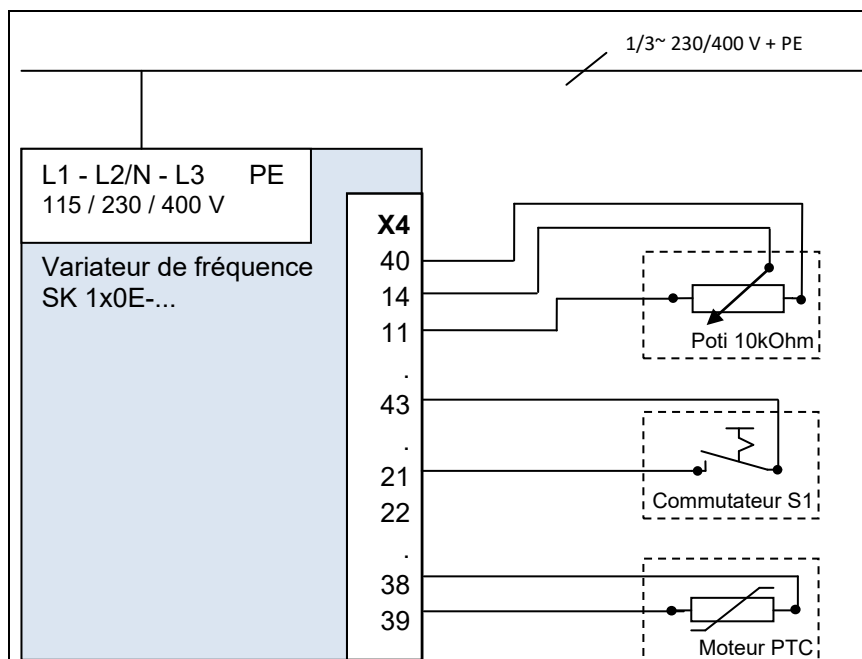 1/3~ 230/400 V + PE
L1 - L2/N - L3 PE
115 / 230 / 400 V
Variateur de fréquence
SK 1x0E-...
X4
40
14
11
.
43
.
21
22
.
38
39
Poti 10kOhm
Commutateur S1
Moteur PTC